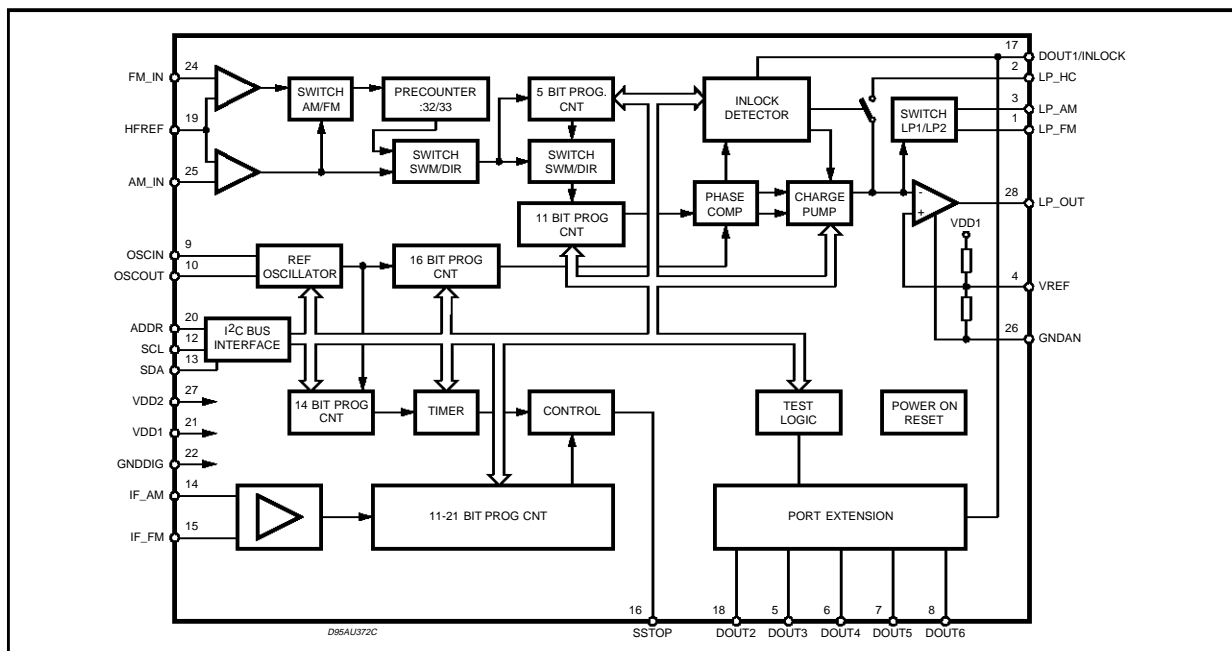 24
FM_IN
19
HFREF
25
AM_IN
SWITCH
AM/FM
PRECOUNTER
:32/33
SWITCH
SWM/DIR
5 BIT PROG.
CNT
SWITCH
SWM/DIR
11 BIT PROG
CNT
INLOCK
DETECTOR
PHASE
COMP
CHARGE
PUMP
SWITCH
LP1/LP2
17
DOUT1/INLOCK
2
LP_HC
3
LP_AM
1
LP_FM
-
+
28
LP_OUT
VDD1
4
VREF
26
GNDAN
9
OSCIN
10
OSCOUT
REF
OSCILLATOR
16 BIT PROG
CNT
20
ADDR
12
SCL
13
SDA
I2C BUS
INTERFACE
27
VDD2
21
VDD1
22
GNDDIG
14 BIT PROG
CNT
TIMER
CONTROL
TEST
LOGIC
POWER ON
RESET
14
IF_AM
15
IF_FM
11-21 BIT PROG CNT
PORT EXTENSION
16
SSTOP
18
DOUT2
5
DOUT3
6
DOUT4
7
DOUT5
8
DOUT6
D95AU372C